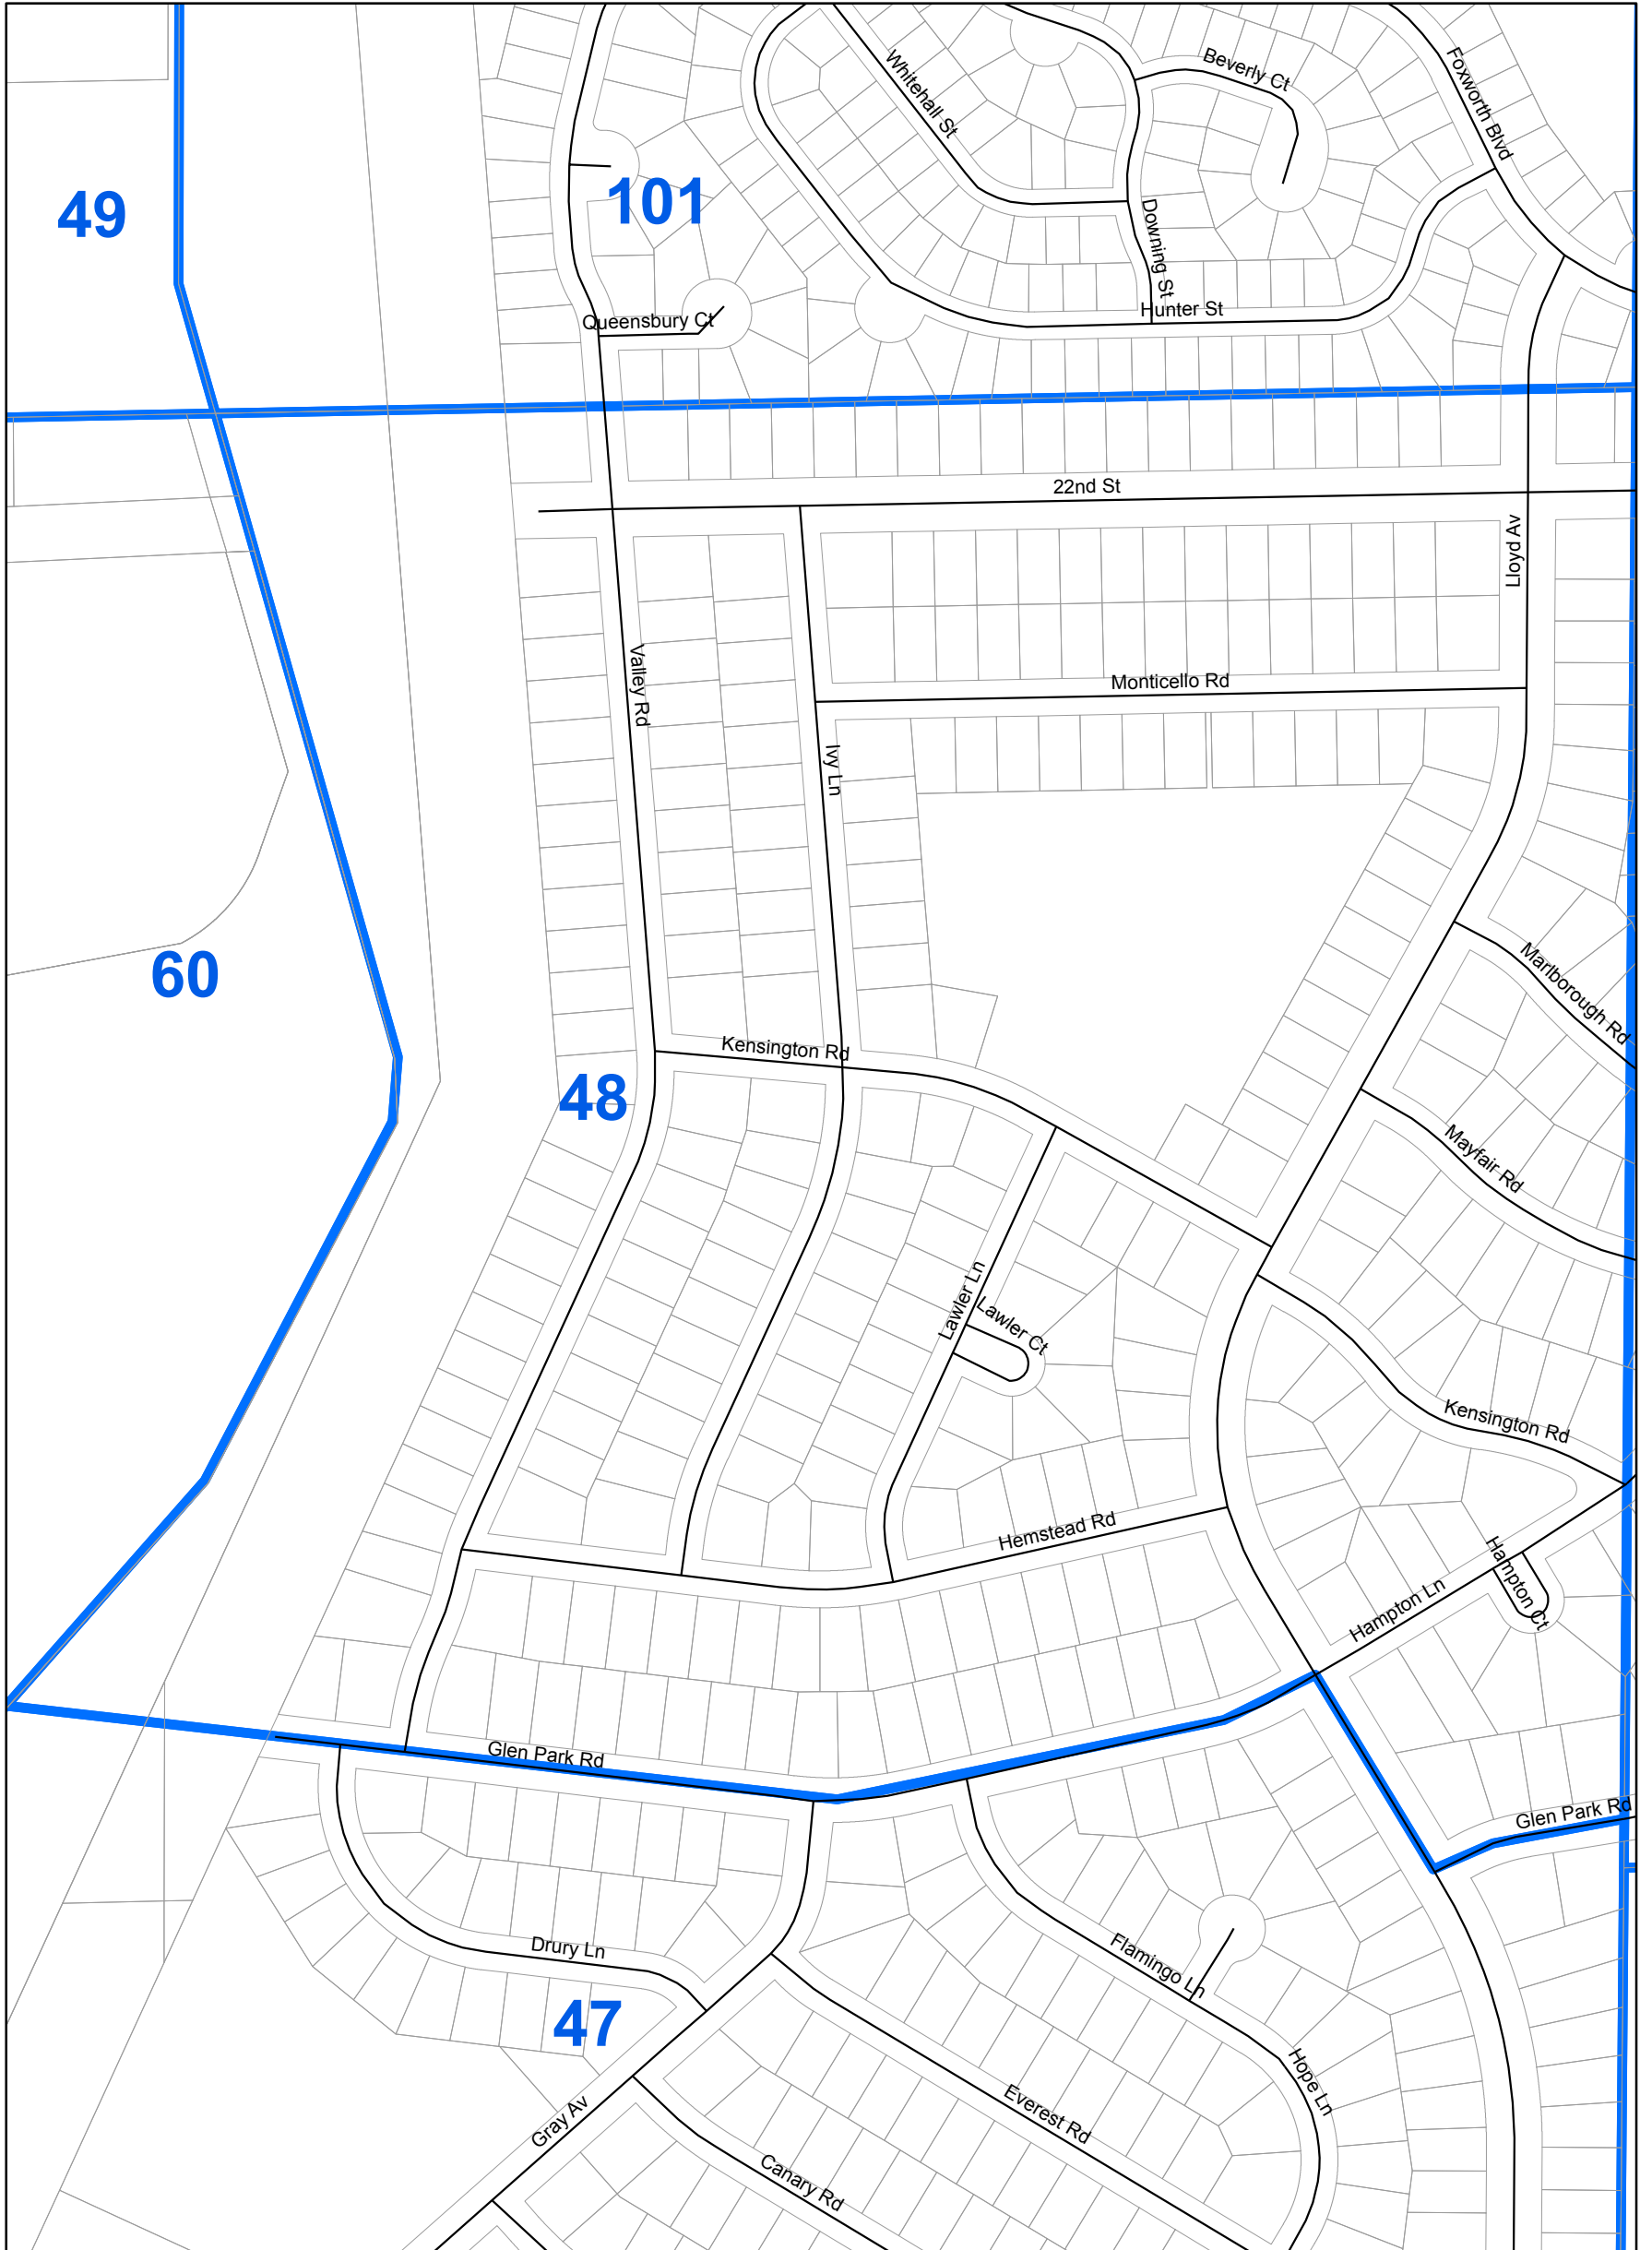 Beverly Ct
Whitehall St
Foxworth Blvd
49
101
Downing St
Queensbury Ct
Hunter St
22nd St
Lloyd Av
Valley Rd
Monticello Rd
Ivy Ln
60
Marlborough Rd
Kensington Rd
48
Mayfair Rd
Lawler Ln
Lawler Ct
Kensington Rd
Hemstead Rd
Hampton Ct
Hampton Ln
Glen Park Rd
Glen Park Rd
Drury Ln
Flamingo Ln
47
Hope Ln
Everest Rd
Gray Av
Canary Rd